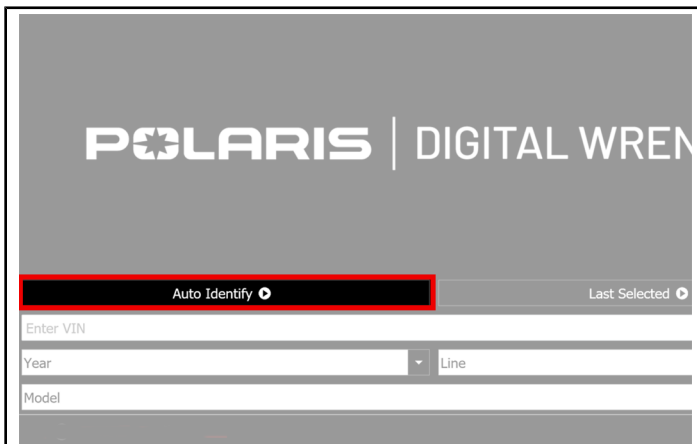 POLARIS | DIGITAL WREN
Auto Identify
Last Selected
Enter VIN
Year
Line
Model